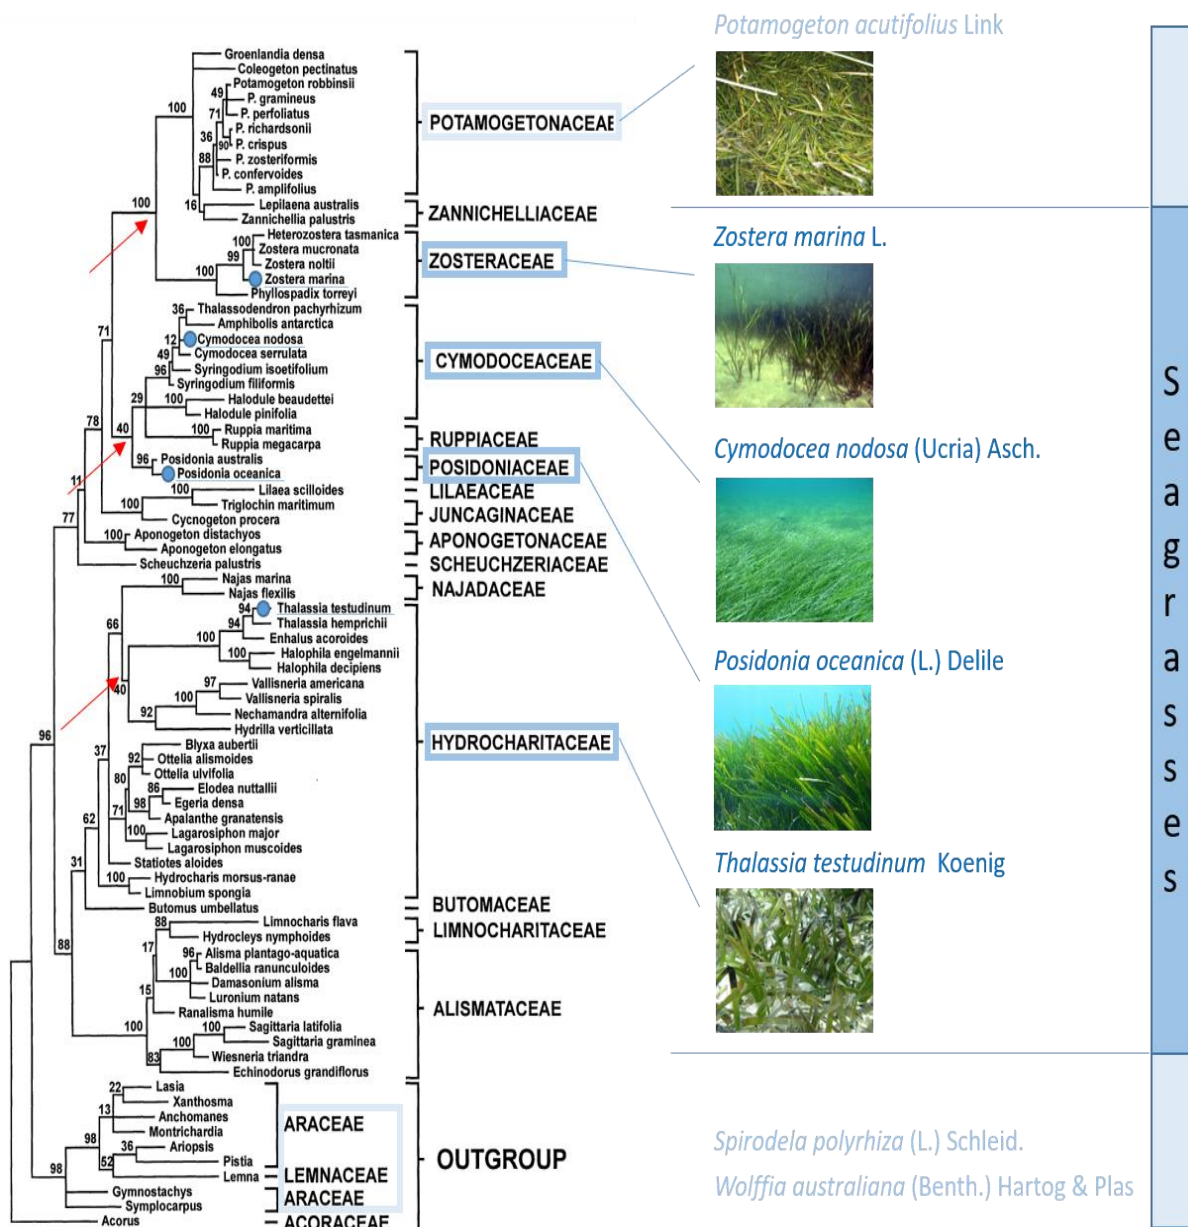 Potamogeton acutifolius Link
Groenlandia densa
Coleogeton pectinatus
Potamogeton robbinsii
49
P. gramineus
100
71
P. perfoliatus
POTAMOGETONACEAE
36
P. richardsonii
90
P. crispus
88
P. zosteriformis
P. confervoides
P. amplifolius
100
16
Lepilaena australis
Zannichellia palustris
ZANNICHELLIACEAE
Heterozostera tasmanica
100
Zostera mucronata
99
Zostera noltii
ZOSTERACEAE
Zostera marina L.
100
Zostera marina
Phyllospadix torreyi
36
Thalassodendron pachyrhizum
Amphibolis antarctica
71
12
Cymodocea nodosa
49
Cymodocea serrulata
CYMODOCEACEAE
96
Syringodium isoetifolium
Syringodium filiformis
29
100
Halodule beaudettei
Halodule pinifolia
78
40
100
Ruppia maritima
Ruppia megacarpa
RUPPIACEAE
Cymodocea nodosa (Ucria) Asch.
96
Posidonia australis
Posidonia oceanica
POSIDONIACEAE
11
100
Lilaea scilloides
LILAEACEAE
100
Triglochin maritimum
77
Cycnogeton procera
JUNCAGINACEAE
100
Aponogeton distachyos
Aponogeton elongatus
APONOGETONACEAE
Scheuchzeria palustris
SCHEUCHZERIACEAE
100
Najas marina
Najas flexilis
NAJADACEAE
94
Thalassia testudinum
66
94
Thalassia hemprichii
100
Enhalus acoroides
100
Halophila engelmannii
Halophila decipiens
Posidonia oceanica (L.) Delile
40
97
Vallisneria americana
100
Vallisneria spiralis
92
Nechamandra alternifolia
Hydrilla verticillata
96
HYDROCHARITACEAE
37
Blyxa aubertii
92
Ottelia alismoides
80
Ottelia ulvifolia
86
Elodea nuttallii
98
Egeria densa
62
71
Apalanthe granatensis
100
Lagarosiphon major
Lagarosiphon muscoides
Thalassia testudinum Koenig
31
Statiotes aloides
100
Hydrocharis morsus-ranae
Limnobium spongia
Butomus umbellatus
BUTOMACEAE
88
Limnocharis flava
Hydrocleys nymphoides
LIMNOCHARITACEAE
88
17
96
Alisma plantago-aquatica
100
Baldellia ranunculoides
Damasonium alisma
15
Luronium natans
ALISMATACEAE
Ranalisma humile
100
100
Sagittaria latifolia
100
Sagittaria graminea
83
Wiesneria triandra
Echinodorus grandiflorus
22
Lasia
Xanthosma
13
Anchomanes
ARACEAE
Montrichardia
98
36
Ariopsis
52
Pistia
OUTGROUP
98
Lemna
LEMNACEAE
Gymnostachys
ARACEAE
Symplocarpus
Acorus
ACORACEAE
Spirodela polyrhiza (L.) Schleid.
Wolffia australiana (Benth.) Hartog & Plas
Seagrasses